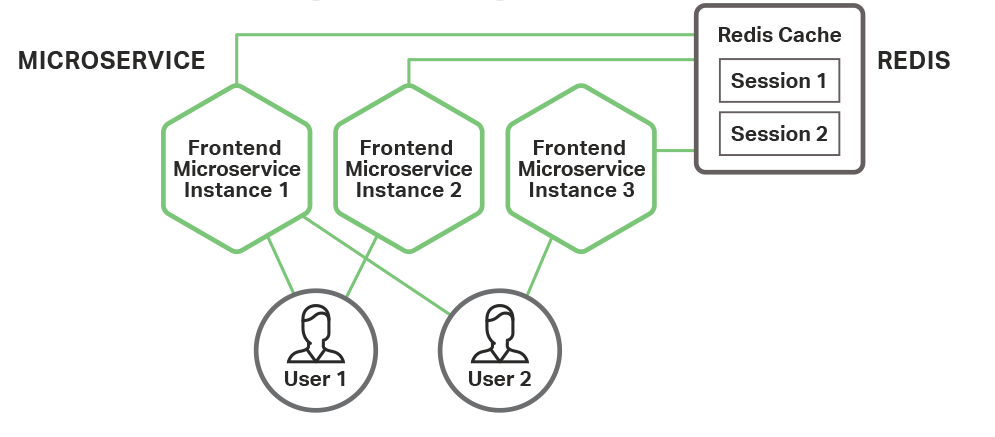 MICROSERVICE
Redis Cache
REDIS
Session 1
Session 2
Frontend
Microservice
Instance 1
Frontend
Microservice
Instance 2
Frontend
Microservice
Instance 3
User 1
User 2